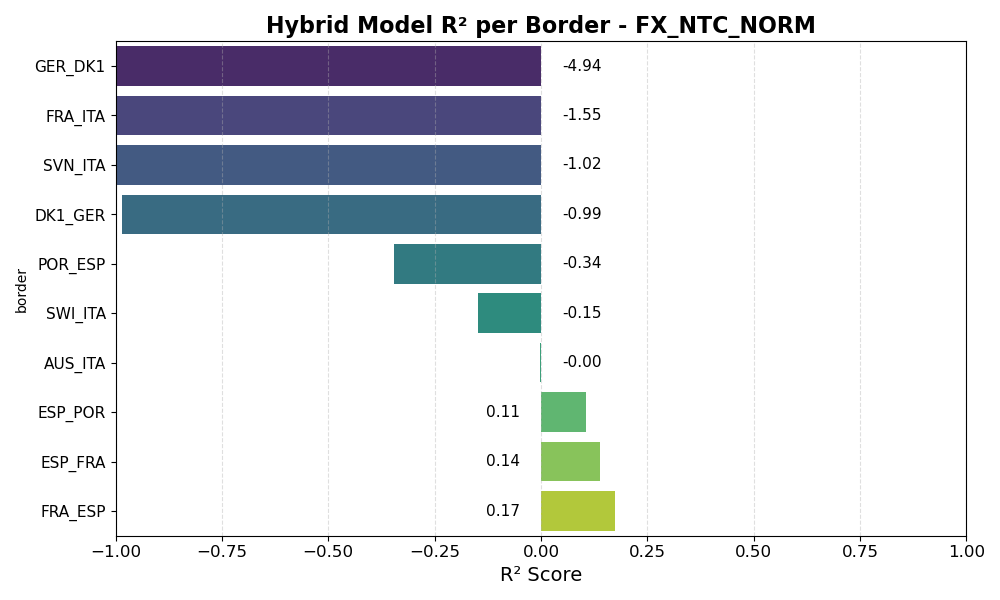 Hybrid Model R² per Border - FX_NTC_NORM
GER_DK1 -4.94
FRA_ITA -1.55
SVN_ITA -1.02
DK1_GER -0.99
POR_ESP -0.34
border
SWI_ITA -0.15
AUS_ITA -0.00
ESP_POR 0.11
ESP_FRA 0.14
FRA_ESP 0.17
−1.00 −0.75 −0.50 −0.25 0.00 0.25 0.50 0.75 1.00
R² Score